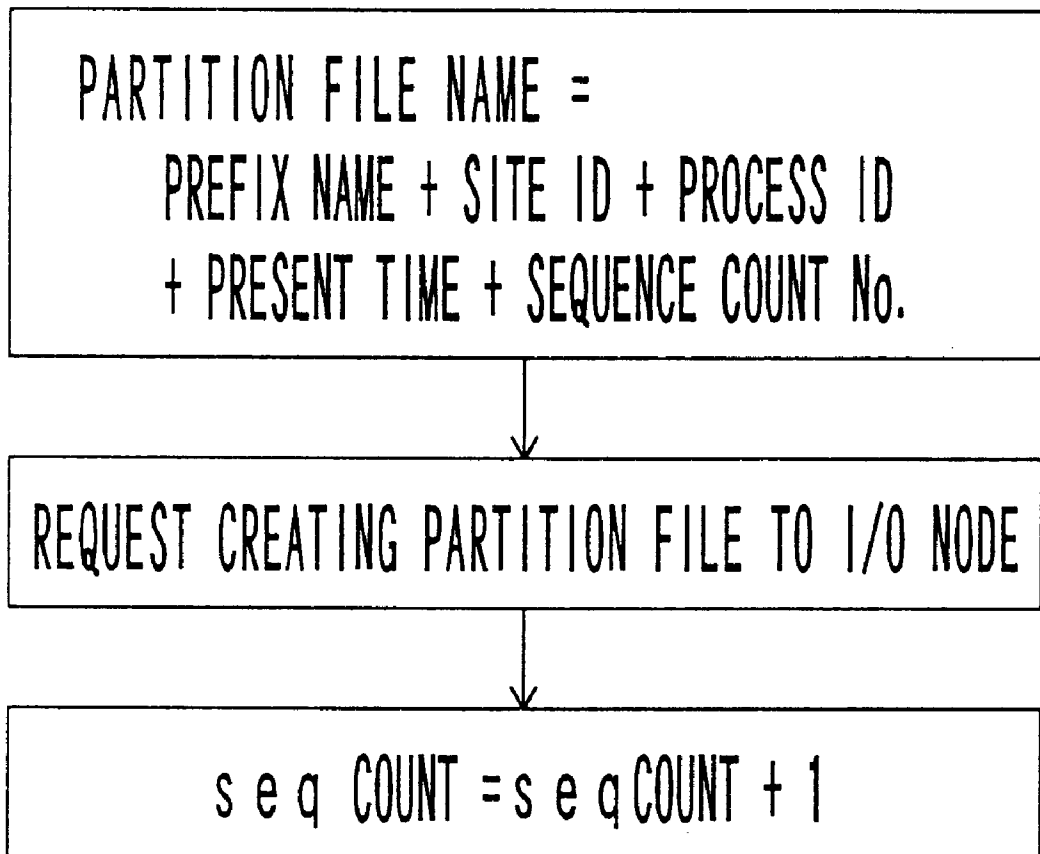 PARTITION FILE NAME =
PREFIX NAME + SITE ID + PROCESS ID
+ PRESENT TIME + SEQUENCE COUNT No.
REQUEST CREATING PARTITION FILE TO I/O NODE
seq COUNT = seq COUNT + 1